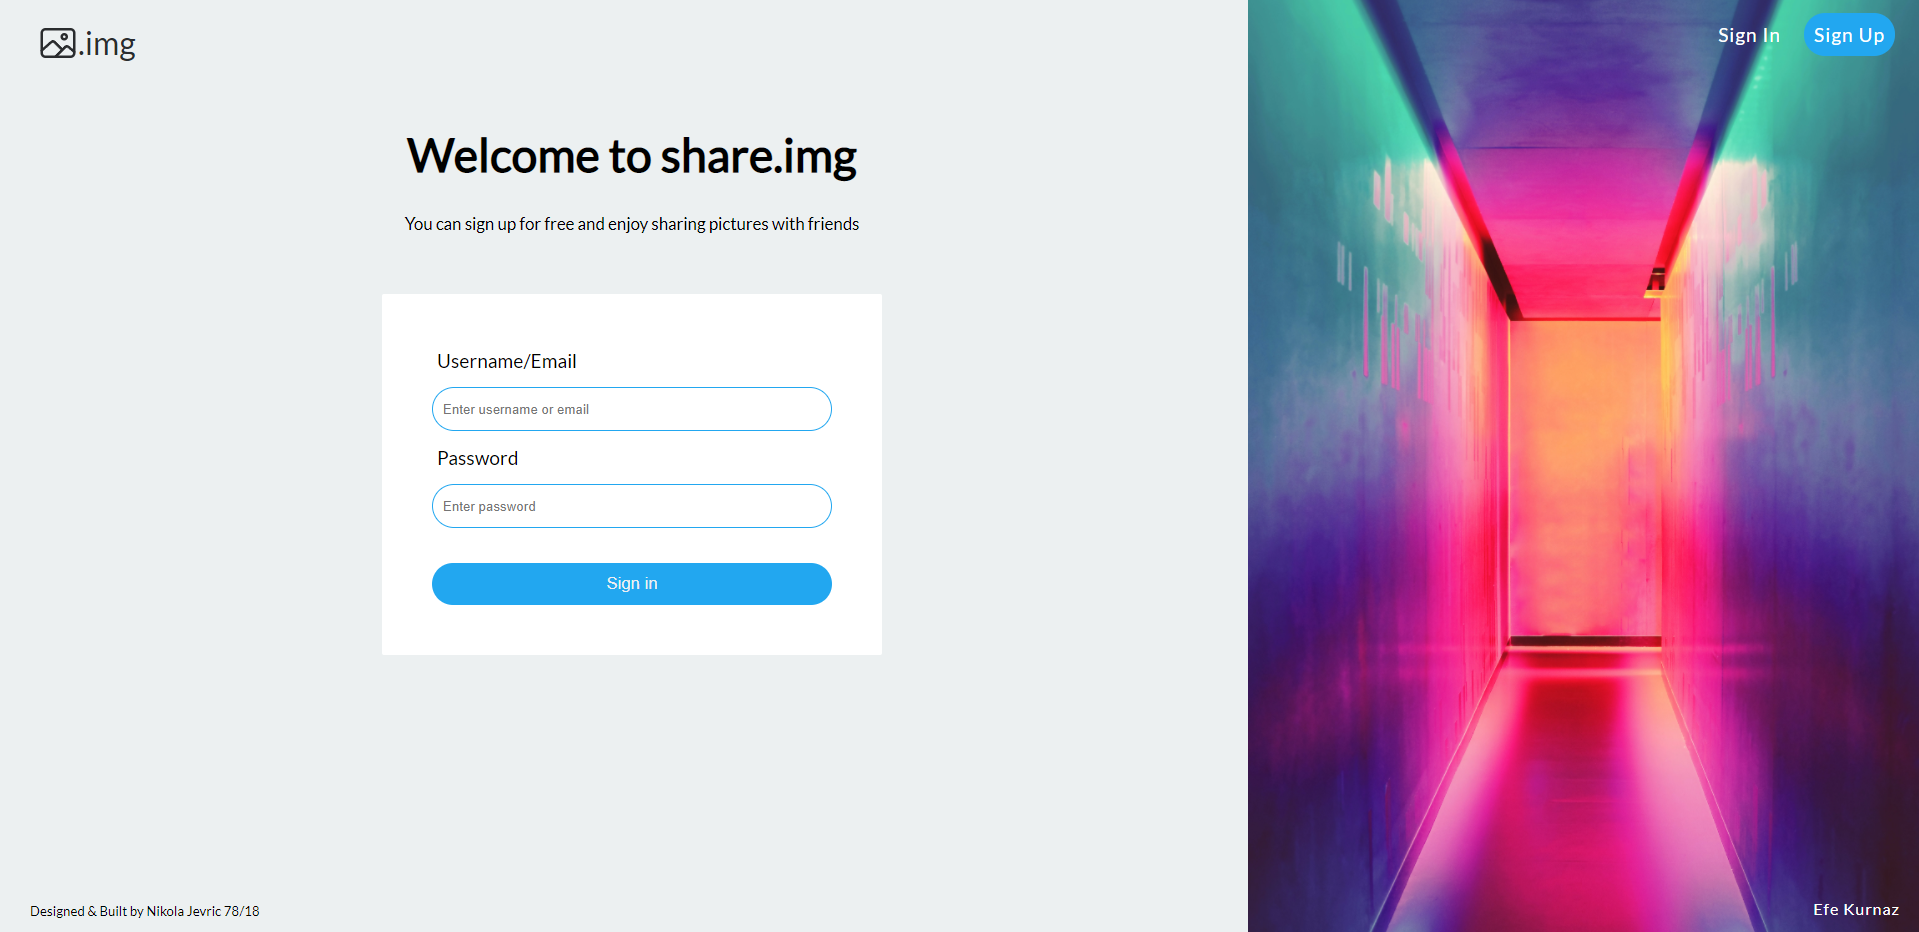 .img
Sign In
Sign Up
Welcome to share.img
You can sign up for free and enjoy sharing pictures with friends
Username/Email
Enter username or email
Password
Enter password
Sign in
Designed & Built by Nikola Jevric 78/18
Efe Kurnaz